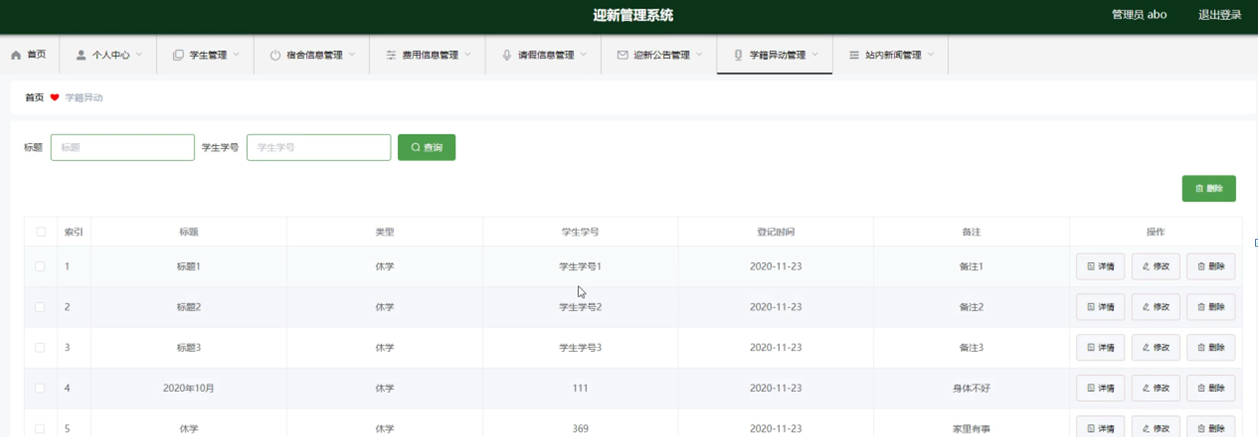 迎新管理系统 管理员 abo 退出登录
首页 个人中心 学生管理 宿舍信息管理 费用信息管理 请假信息管理 迎新公告管理 学籍异动管理 站内新闻管理
首页 学籍异动
标题 标题 学生学号 学生学号 查询
删除
索引 标题 类型 学生学号 登记时间 备注 操作
1 标题1 休学 学生学号1 2020-11-23 备注1 详情 修改 删除
2 标题2 休学 学生学号2 2020-11-23 备注2 详情 修改 删除
3 标题3 休学 学生学号3 2020-11-23 备注3 详情 修改 删除
4 2020年10月 休学 111 2020-11-23 身体不好 详情 修改 删除
5 休学 休学 369 2020-11-23 家里有事 详情 修改 删除